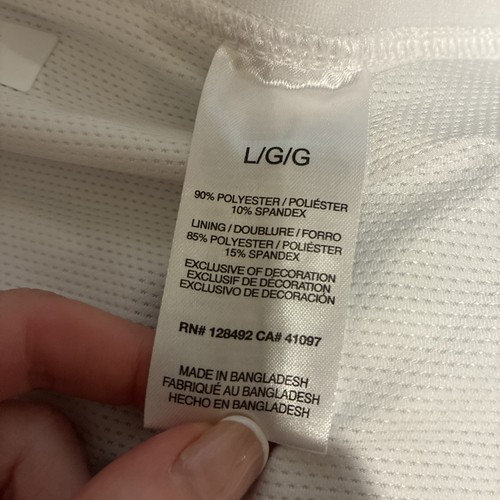 L/G/G
90% POLYESTER / POLIÉSTER
10% SPANDEX
LINING / DOUBLURE / FORRO
85% POLYESTER / POLIÉSTER
15% SPANDEX
EXCLUSIVE OF DECORATION
EXCLUSIF DE DÉCORATION
EXCLUSIVO DE DECORACIÓN
RN# 128492 CA# 41097
MADE IN BANGLADESH
FABRIQUÉ AU BANGLADESH
HECHO EN BANGLADESH